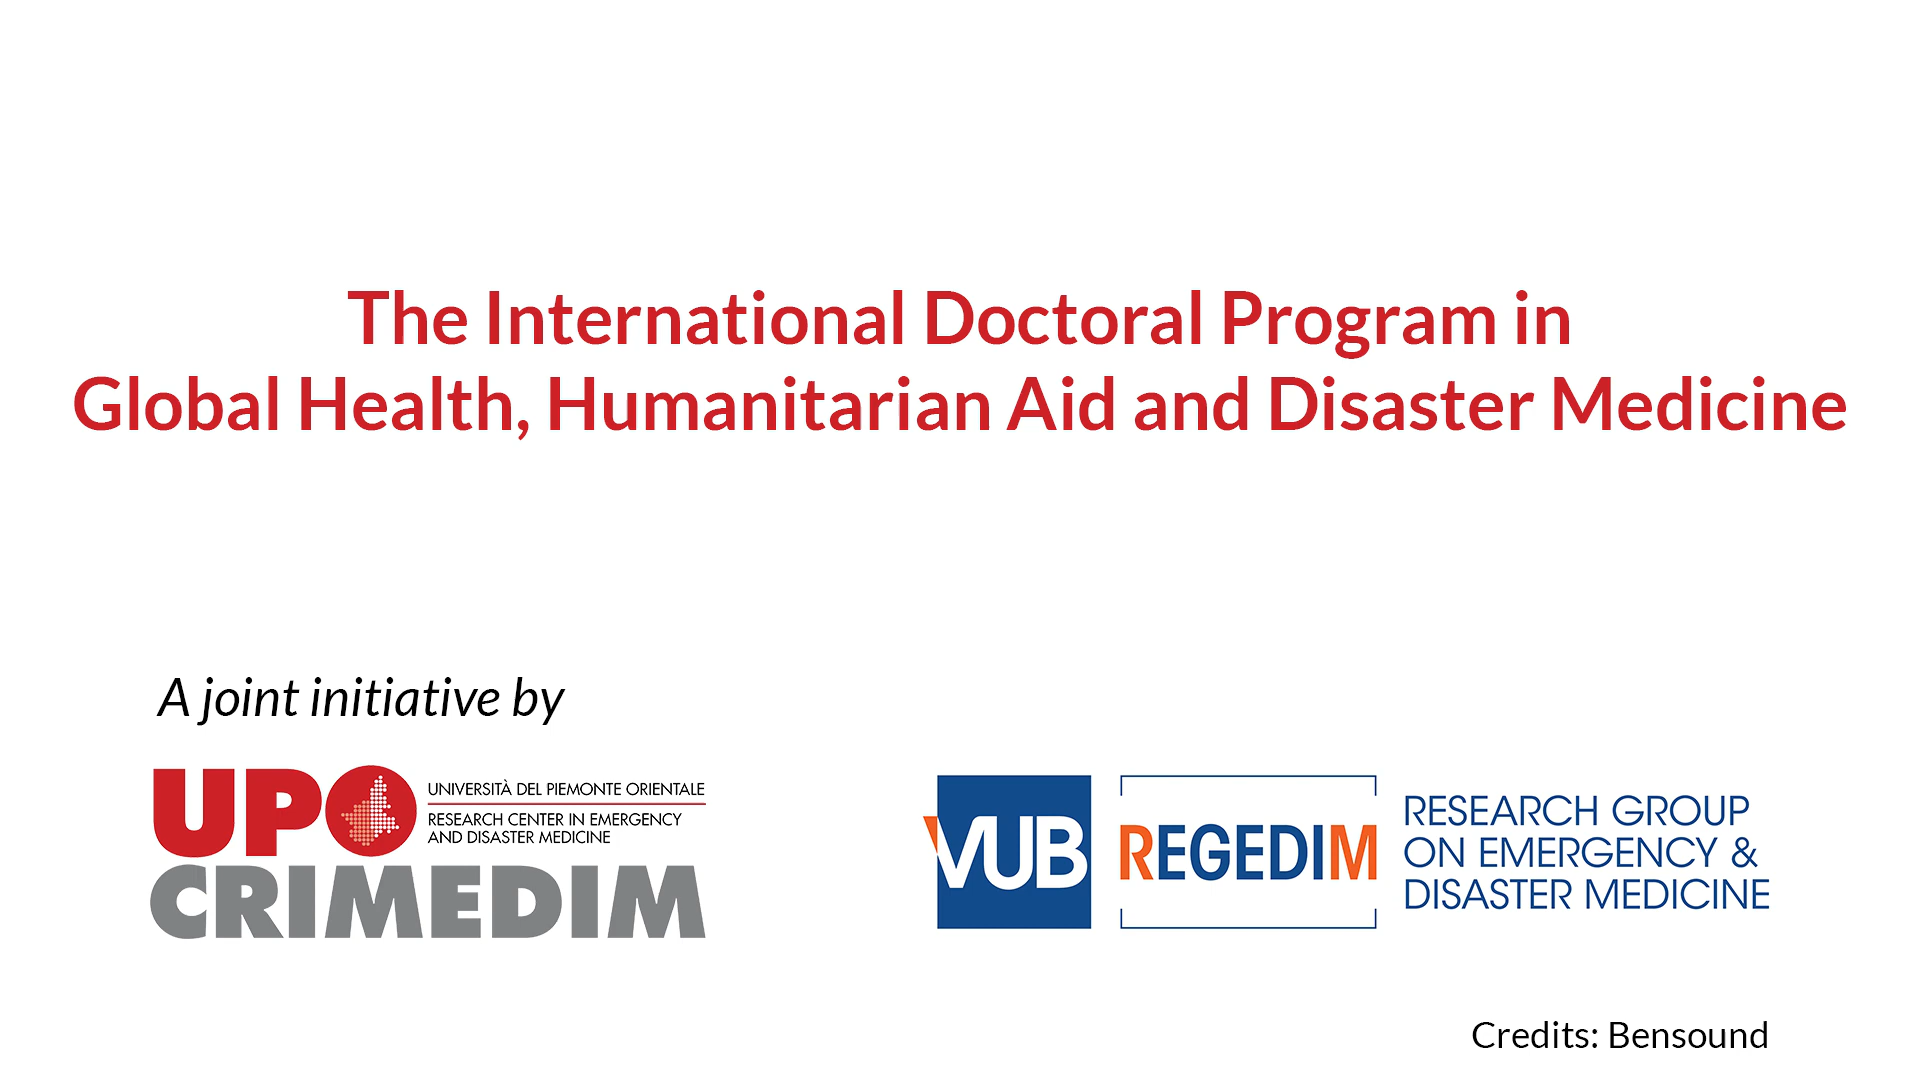 The International Doctoral Program in
Global Health, Humanitarian Aid and Disaster Medicine
A joint initiative by
UPO
UNIVERSITÀ DEL PIEMONTE ORIENTALE
RESEARCH CENTER IN EMERGENCY
AND DISASTER MEDICINE
CRIMEDIM
VUB
REGEDIM
RESEARCH GROUP
ON EMERGENCY &
DISASTER MEDICINE
Credits: Bensound